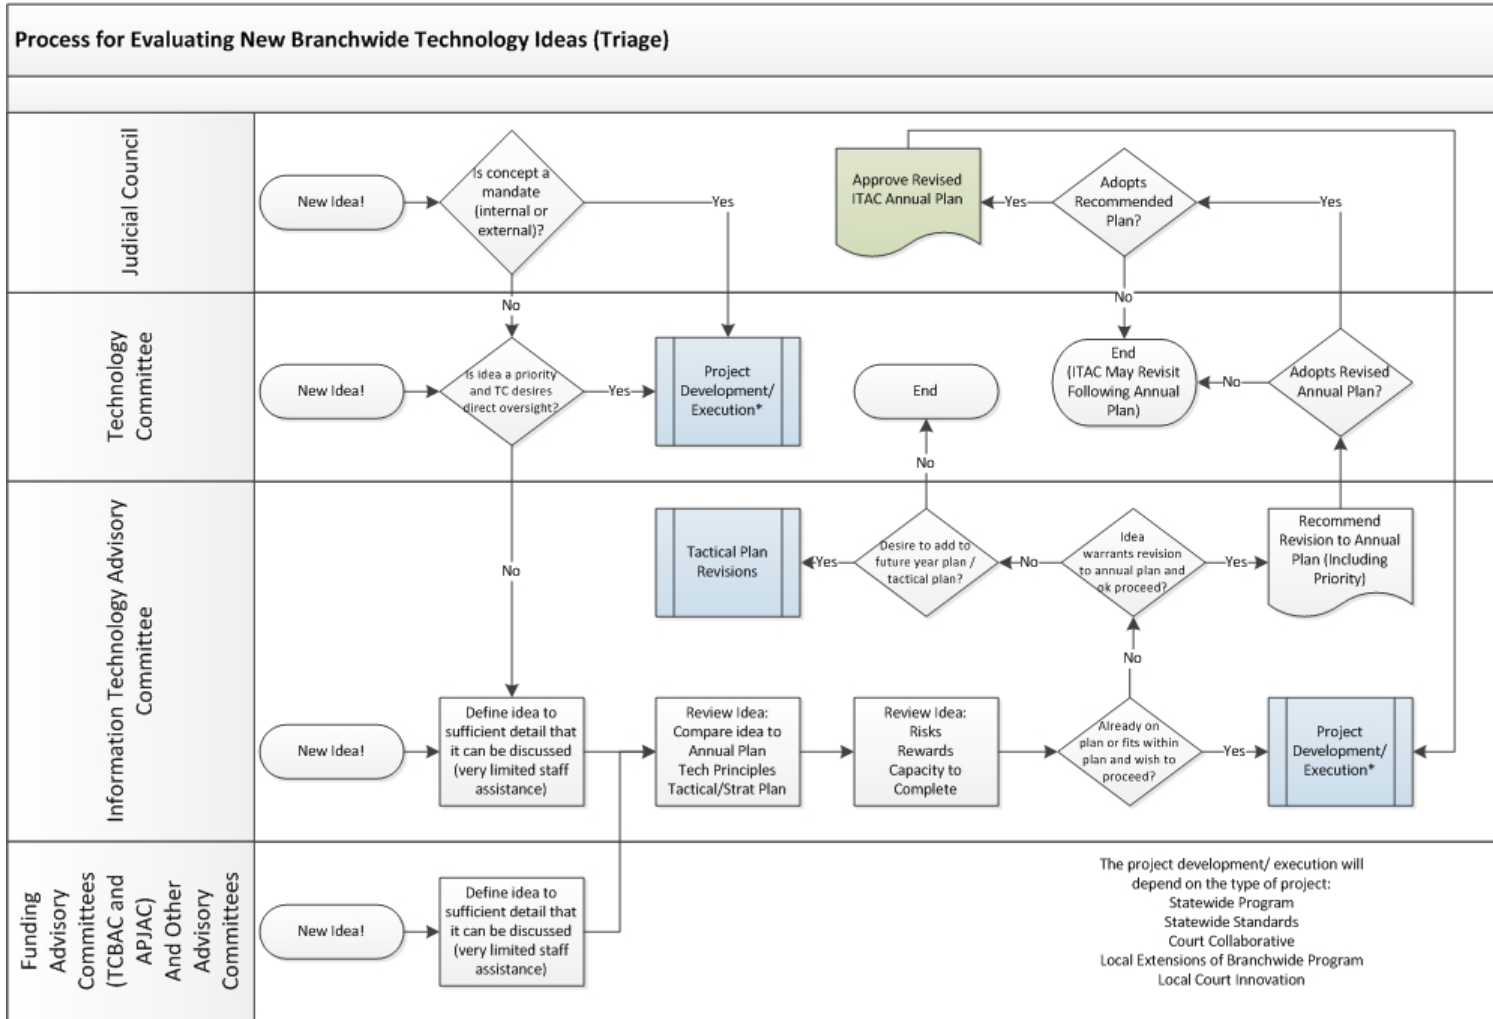 Process for Evaluating New Branchwide Technology Ideas (Triage)
Judicial Council
New Idea!
Is concept a
mandate
(internal or
external)?
Yes
No
Approve Revised
ITAC Annual Plan
Yes
Adopts
Recommended
Plan?
Yes
No
Technology
Committee
New Idea!
Is idea a priority
and TC desires
direct oversight?
Yes
Project
Development/
Execution*
End
End
(ITAC May Revisit
Following Annual
Plan)
No
Adopts Revised
Annual Plan?
No
No
Information Technology Advisory
Committee
Tactical Plan
Revisions
Yes
Desire to add to
future year plan /
tactical plan?
No
Idea
warrants revision
to annual plan and
ok proceed?
Yes
Recommend
Revision to Annual
Plan (Including
Priority)
No
New Idea!
Define idea to
sufficient detail that
it can be discussed
(very limited staff
assistance)
Review Idea:
Compare idea to
Annual Plan
Tech Principles
Tactical/Strat Plan
Review Idea:
Risks
Rewards
Capacity to
Complete
Already on
plan or fits within
plan and wish to
proceed?
Yes
Project
Development/
Execution*
Funding
Advisory
Committees
(TCBAC and
APJAC)
And Other
Advisory
Committees
New Idea!
Define idea to
sufficient detail that
it can be discussed
(very limited staff
assistance)
The project development/ execution will
depend on the type of project:
Statewide Program
Statewide Standards
Court Collaborative
Local Extensions of Branchwide Program
Local Court Innovation